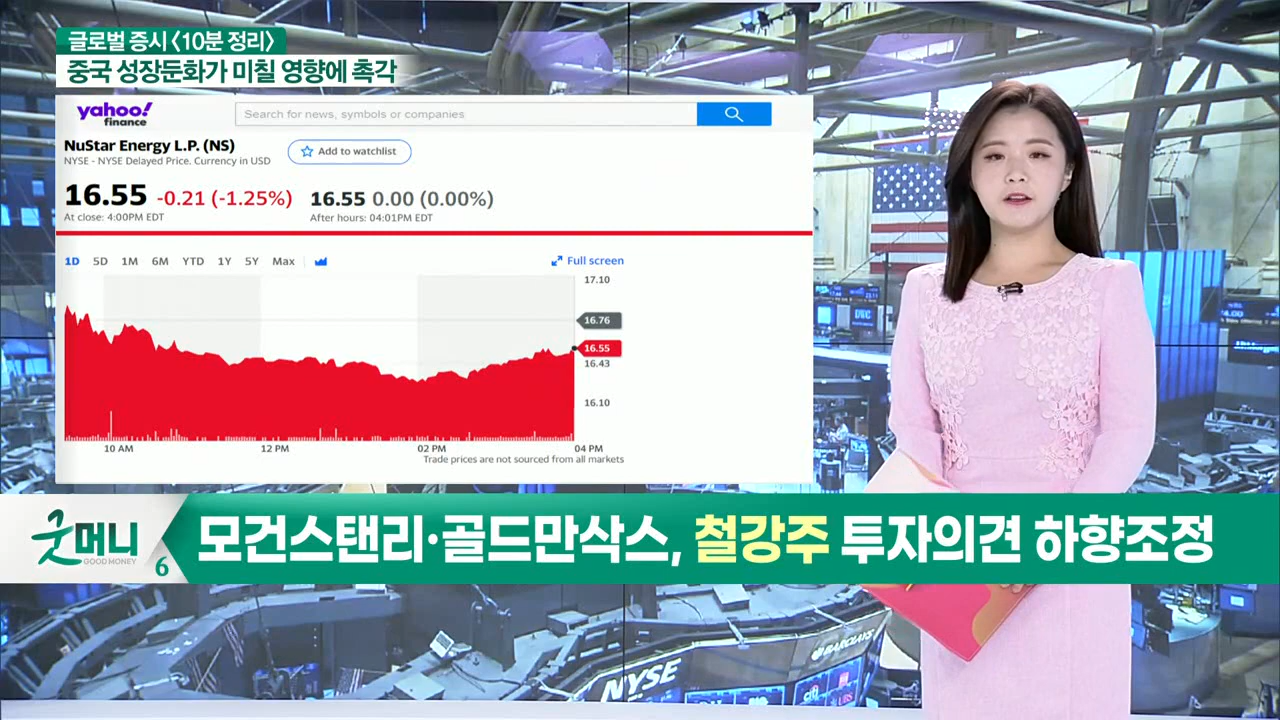 글로벌 증시 <10분 정리>
중국 성장둔화가 미칠 영향에 촉각
yahoo!
finance
Search for news, symbols or companies
NuStar Energy L.P. (NS)
NYSE - NYSE Delayed Price. Currency in USD
Add to watchlist
16.55 -0.21 (-1.25%)
At close: 4:00PM EDT
16.55 0.00 (0.00%)
After hours: 04:01PM EDT
1D 5D 1M 6M YTD 1Y 5Y Max
Full screen
17.10
16.76
16.55
16.43
16.10
10 AM 12 PM 02 PM 04 PM
Trade prices are not sourced from all markets
굿머니
GOOD MONEY
6
모건스탠리·골드만삭스, 철강주 투자의견 하향조정
NYSE
BARCLAYS
citi
UBS